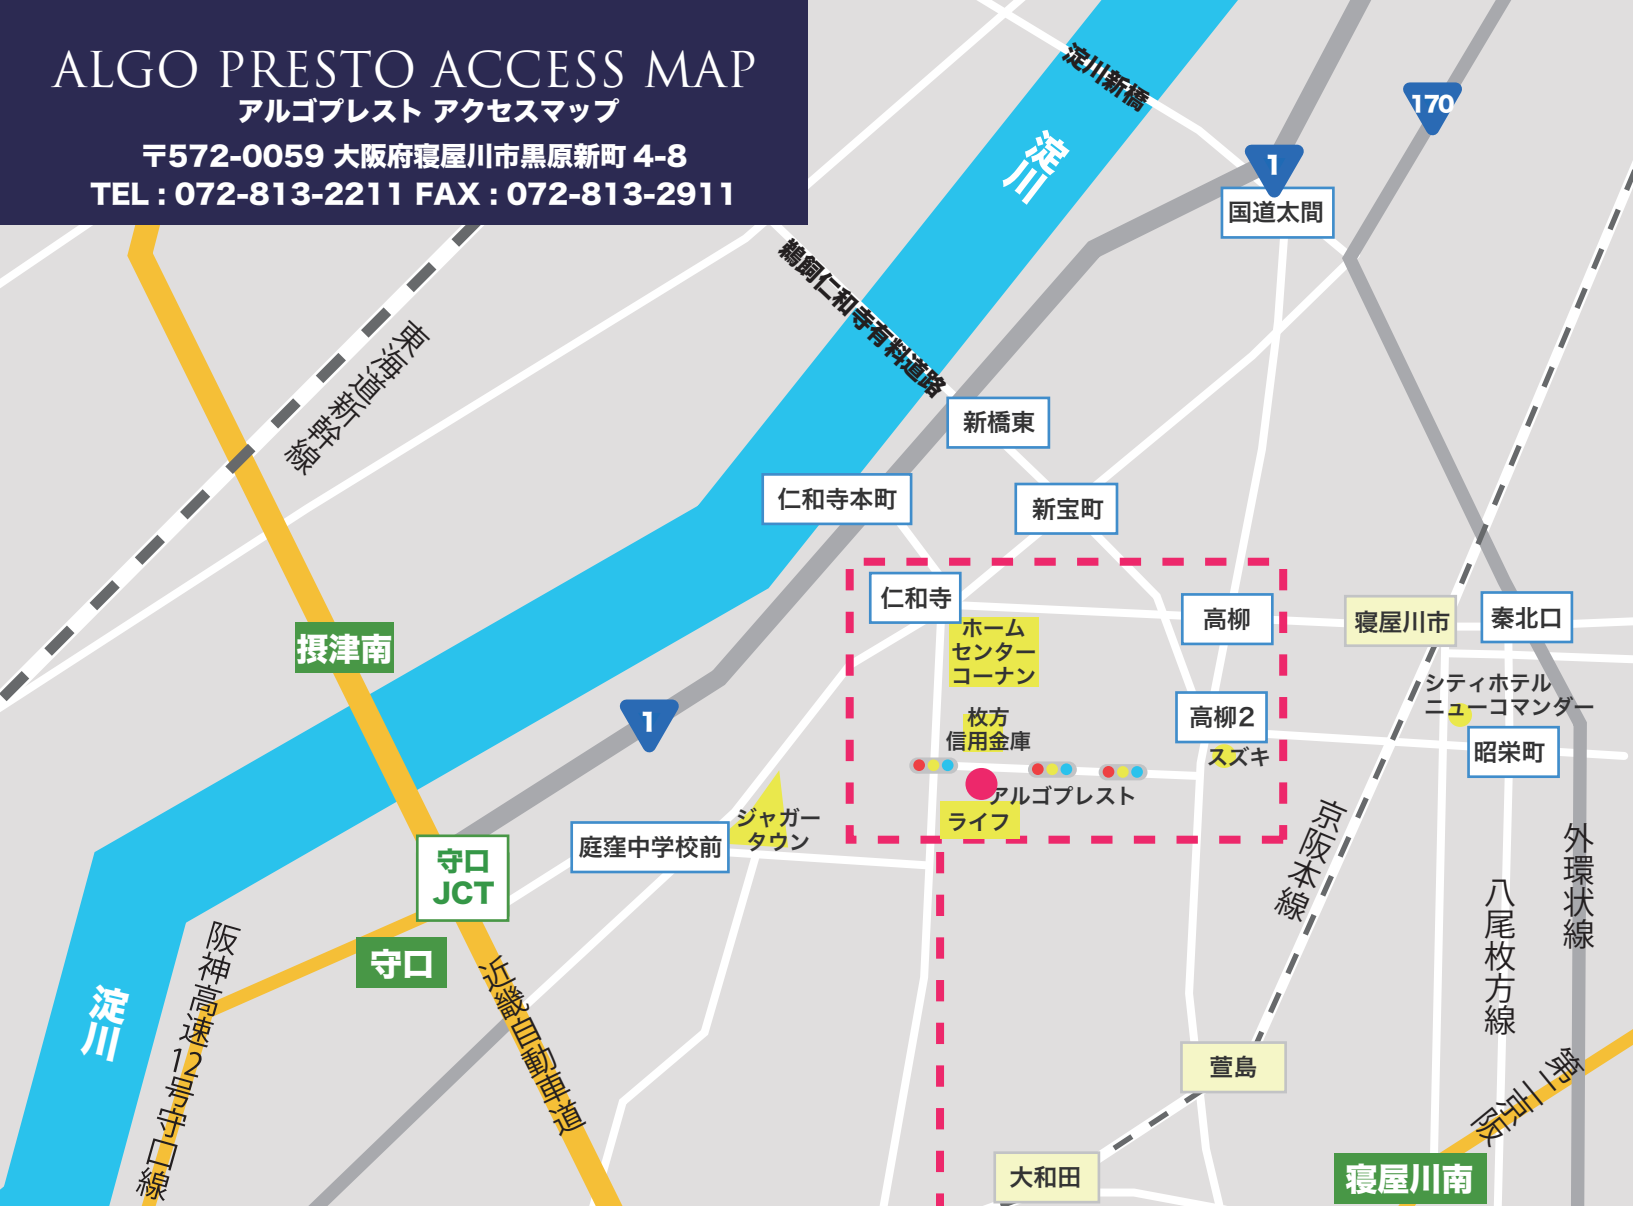 ALGO PRESTO ACCESS MAP
アルゴプレスト アクセスマップ
〒572-0059 大阪府寝屋川市黒原新町 4-8
TEL : 072-813-2211 FAX : 072-813-2911
淀川新橋
170
淀川
1
国道太間
鵜飼仁和寺有料道路
東海道新幹線
新橋東
仁和寺本町
新宝町
仁和寺
高柳
寝屋川市
秦北口
摂津南
ホーム
センター
コーナン
シティホテル
ニューコマンダー
1
枚方
信用金庫
高柳2
スズキ
昭栄町
アルゴプレスト
ライフ
ジャガー
タウン
庭窪中学校前
守口
JCT
守口
京阪本線
外環状線
八尾枚方線
淀川
阪神高速12号守口線
近畿自動車道
萱島
第二京阪
大和田
寝屋川南